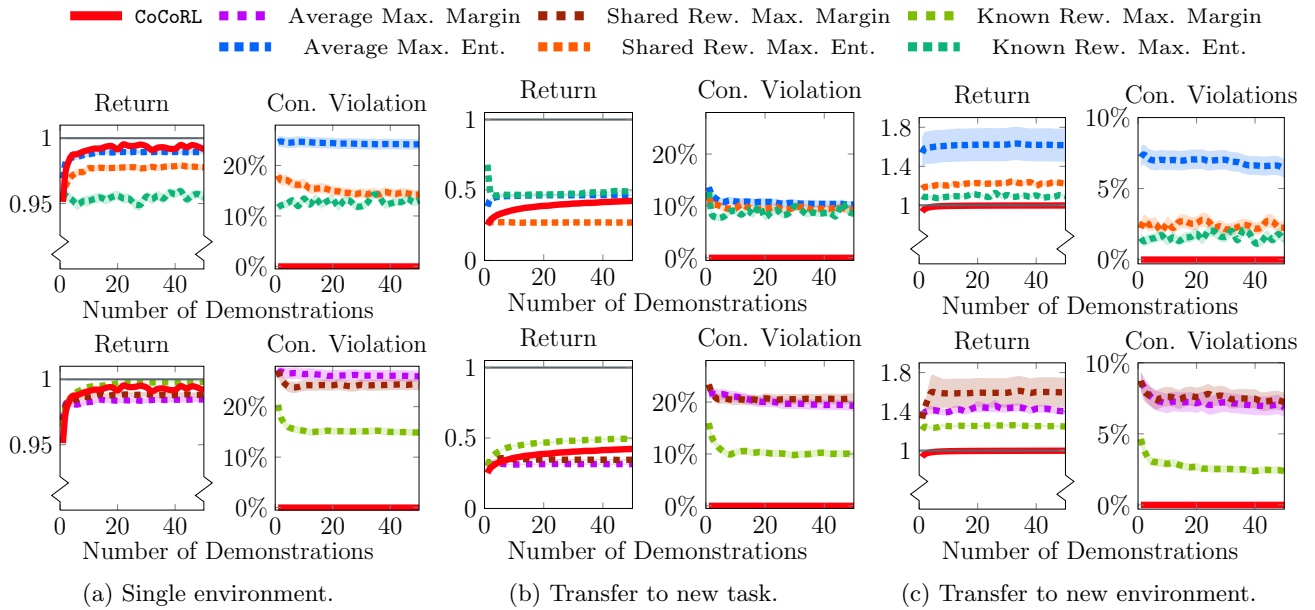 CoCoRL Average Max. Margin Shared Rew. Max. Margin Known Rew. Max. Margin
Average Max. Ent. Shared Rew. Max. Ent. Known Rew. Max. Ent.
Return Con. Violation Return Con. Violation Return Con. Violations
1 0.95 0 20 40
20% 10% 0% 0 20 40
1 0.5 0 0 20 40
20% 10% 0% 0 20 40
1.8 1.4 1 0 20 40
10% 5% 0% 0 20 40
Number of Demonstrations Number of Demonstrations Number of Demonstrations
Return Con. Violation Return Con. Violation Return Con. Violations
1 0.95 0 20 40
20% 10% 0% 0 20 40
1 0.5 0 0 20 40
20% 10% 0% 0 20 40
1.8 1.4 1 0 20 40
10% 5% 0% 0 20 40
Number of Demonstrations Number of Demonstrations Number of Demonstrations
(a) Single environment. (b) Transfer to new task. (c) Transfer to new environment.